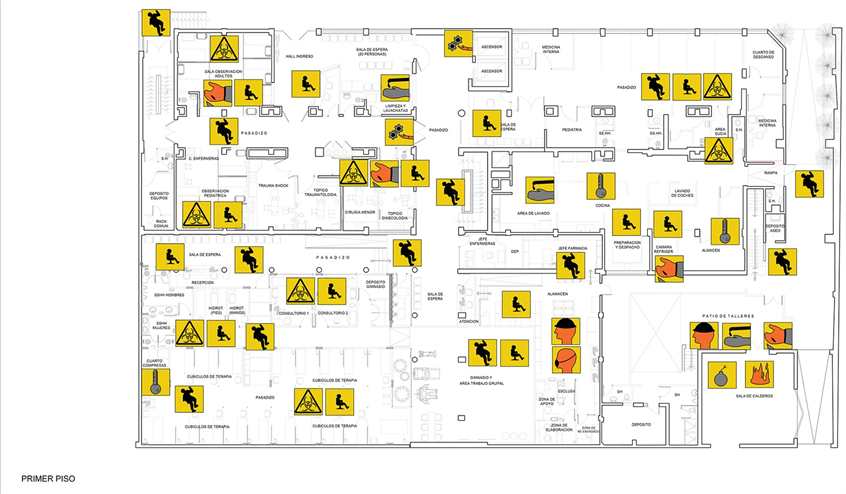 HALL INGRESO
SALA DE ESPERA
(20 PERSONAS)
ASCENSOR
ASCENSOR
MEDICINA
INTERNA
CUARTO DE
DESCANSO
SALA OBSERVACION
ADULTOS
LIMPIEZA Y
LAVACHATAS
PASADIZO
PASADIZO
PASADIZO
SALA DE
ESPERA
PEDIATRIA
SS.HH.
SS.HH.
AREA
SUCIA
S.H.
MEDICINA
INTERNA
S.H.
C. ENFERMERAS
DEPOSITO
EQUIPOS
OBSERVACION
PEDIATRICA
TRAUMA SHOCK
TOPICO
TRAUMATOLOGIA
CIRUGIA MENOR
TOPICO
GINECOLOGIA
RACK
COMUN.
AREA DE LAVADO
COCINA
LAVADO
DE COCHES
RAMPA
S.H.
DEPOSITO
ASEO
PREPARACION
Y DESPACHO
CAMARA
REFRIGER.
ALMACEN
JEFE
ENFERMERAS
DEP.
JEFE FARMACIA
SALA DE ESPERA
PASADIZO
RECEPCION
DEPOSITO
GIMNASIO
SALA DE
ESPERA
ALMACEN
SSHH HOMBRES
HIDROT.
(PIES)
HIDROT.
(MANOS)
CONSULTORIO 1
CONSULTORIO 2
ATENCION
PATIO DE TALLERES
SSHH
MUJERES
CUARTO
COMPRESAS
CUBICULOS DE TERAPIA
CUBICULOS DE TERAPIA
GIMNASIO Y
AREA TRABAJO GRUPAL
ESCLUSA
SH
SH
SALA DE CALDEROS
PASADIZO
ZONA DE
APOYO
CUBICULOS DE TERAPIA
CUBICULOS DE TERAPIA
ZONA DE
ELABORACION
ZONA DE
DEPOSITO
PRIMER PISO